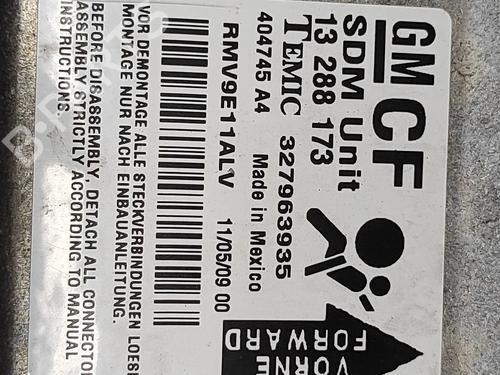 GM CF
SDM Unit
13 288 173
TEMIC 327963935
404745 A4 Made in Mexico
RMV9E11ALV 11/05/09 00
VOR DEMONTAGE ALLE STECKVERBINDUNGEN
MONTAGE NUR NACH EINBAUANLEITUNG.
BEFORE DISASSEMBLY, DETACH ALL
ASSEMBLY STRICTLY ACCORDING TO MANUAL
INSTRUCTIONS.
VORNE
FORWARD